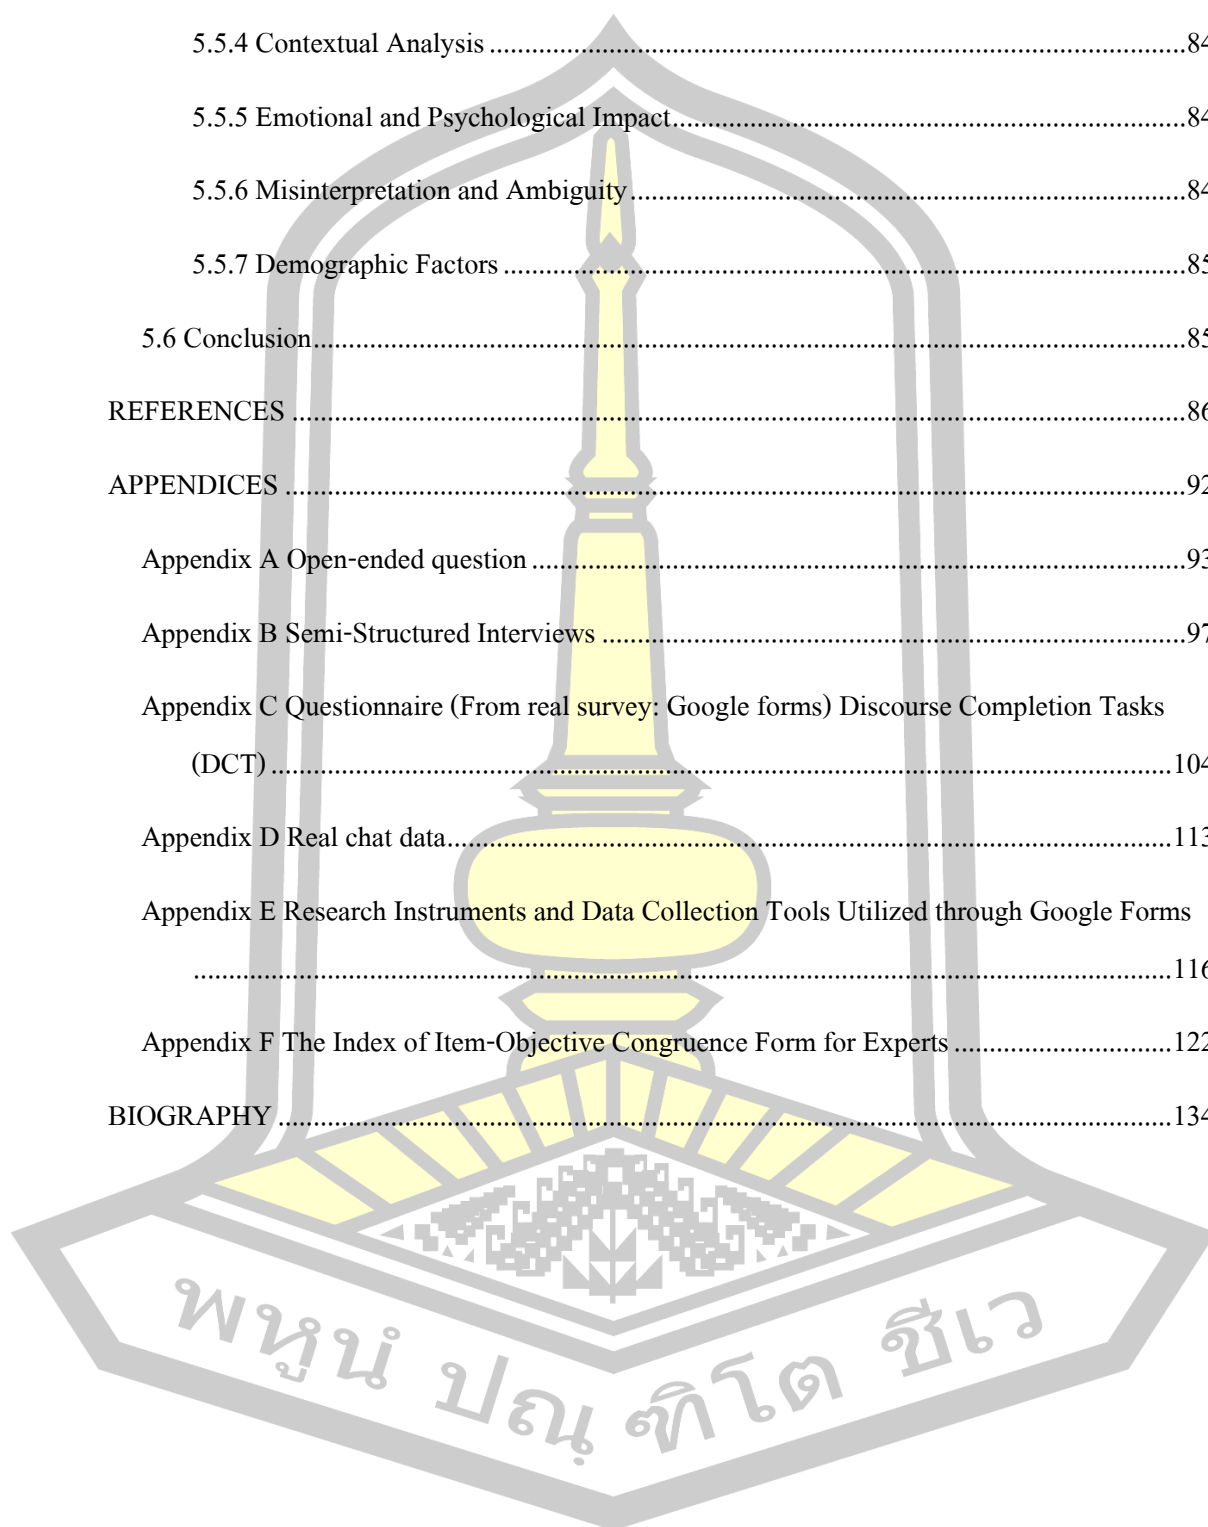 5.5.4 Contextual Analysis ........................................................................................................84
5.5.5 Emotional and Psychological Impact.............................................................................84
5.5.6 Misinterpretation and Ambiguity ...................................................................................84
5.5.7 Demographic Factors ......................................................................................................85
5.6 Conclusion..................................................................................................................................85
REFERENCES ....................................................................................................................................86
APPENDICES .....................................................................................................................................92
Appendix A Open-ended question ................................................................................................93
Appendix B Semi-Structured Interviews .....................................................................................97
Appendix C Questionnaire (From real survey: Google forms) Discourse Completion Tasks
(DCT) .......................................................................................................................................104
Appendix D Real chat data.............................................................................................................113
Appendix E Research Instruments and Data Collection Tools Utilized through Google Forms
..................................................................................................................................................116
Appendix F The Index of Item-Objective Congruence Form for Experts ................................122
BIOGRAPHY ......................................................................................................................................134
พหูนํ ปณฺฑิโต ชีเว